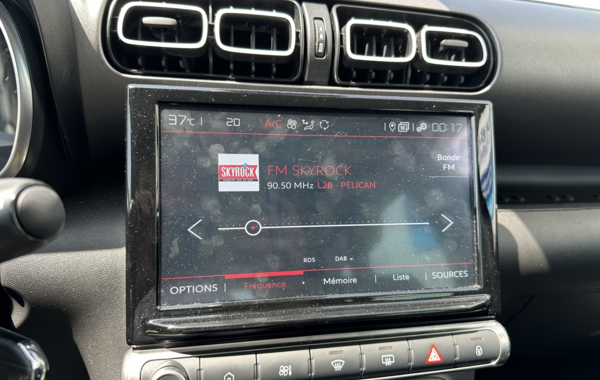 37°C 20 A/C 00:17
SKYROCK
FM SKYROCK
90.50 MHz L2B - PELICAN
Bande
FM
RDS DAB
OPTIONS Fréquence Mémoire Liste SOURCES